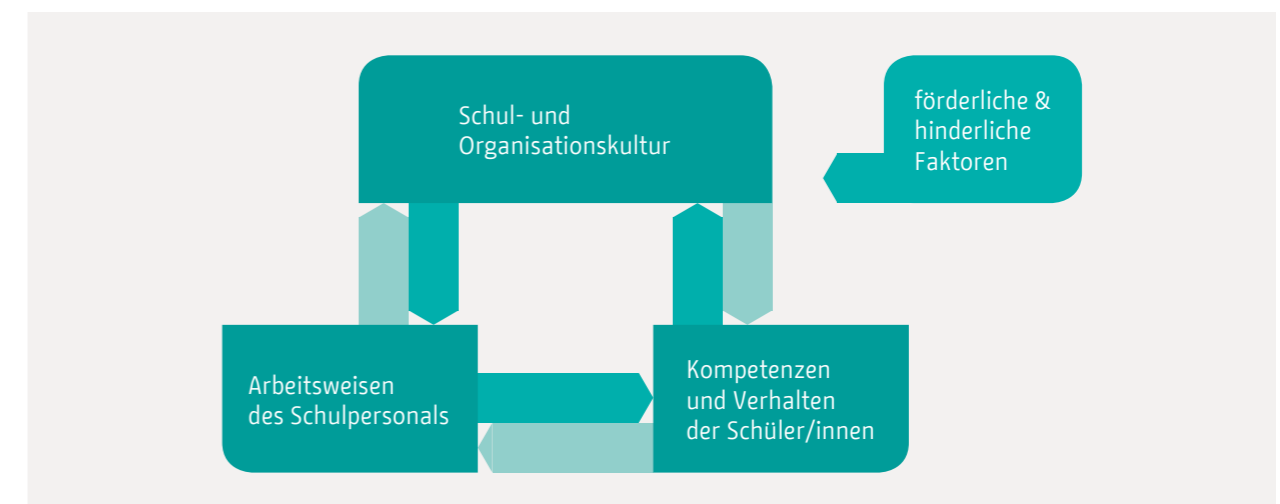 Schul- und
Organisationskultur
förderliche &
hinderliche
Faktoren
Arbeitsweisen
des Schulpersonals
Kompetenzen
und Verhalten
der Schüler/innen